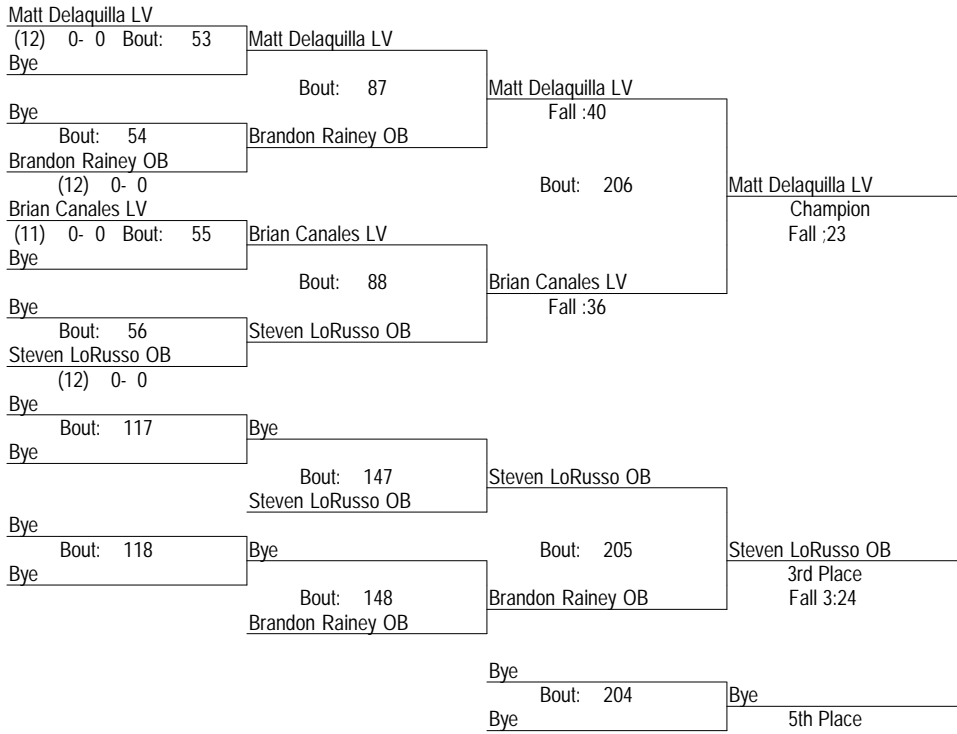 Matt Delaquilla LV
(12) 0- 0 Bout: 53 Matt Delaquilla LV
Bye
Bout: 87 Matt Delaquilla LV
Bye Fall :40
Bout: 54 Brandon Rainey OB
Brandon Rainey OB
(12) 0- 0 Bout: 206 Matt Delaquilla LV
Brian Canales LV Champion
(11) 0- 0 Bout: 55 Brian Canales LV Fall ;23
Bye
Bout: 88 Brian Canales LV
Bye Fall :36
Bout: 56 Steven LoRusso OB
Steven LoRusso OB
(12) 0- 0
Bye
Bout: 117 Bye
Bye
Bout: 147 Steven LoRusso OB
Steven LoRusso OB
Bye
Bout: 118 Bye Bout: 205 Steven LoRusso OB
Bye 3rd Place
Bout: 148 Brandon Rainey OB Fall 3:24
Brandon Rainey OB
Bye
Bout: 204 Bye
Bye 5th Place